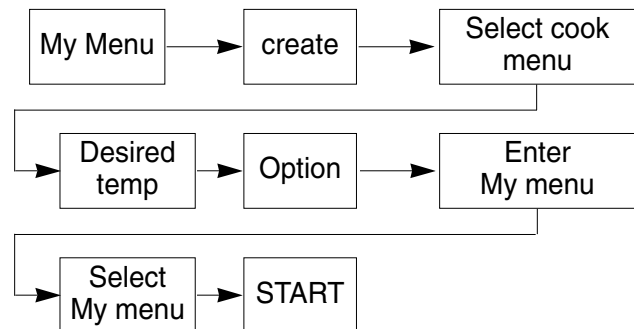 My Menu
create
Select cook
menu
Desired
temp
Option
Enter
My menu
Select
My menu
START